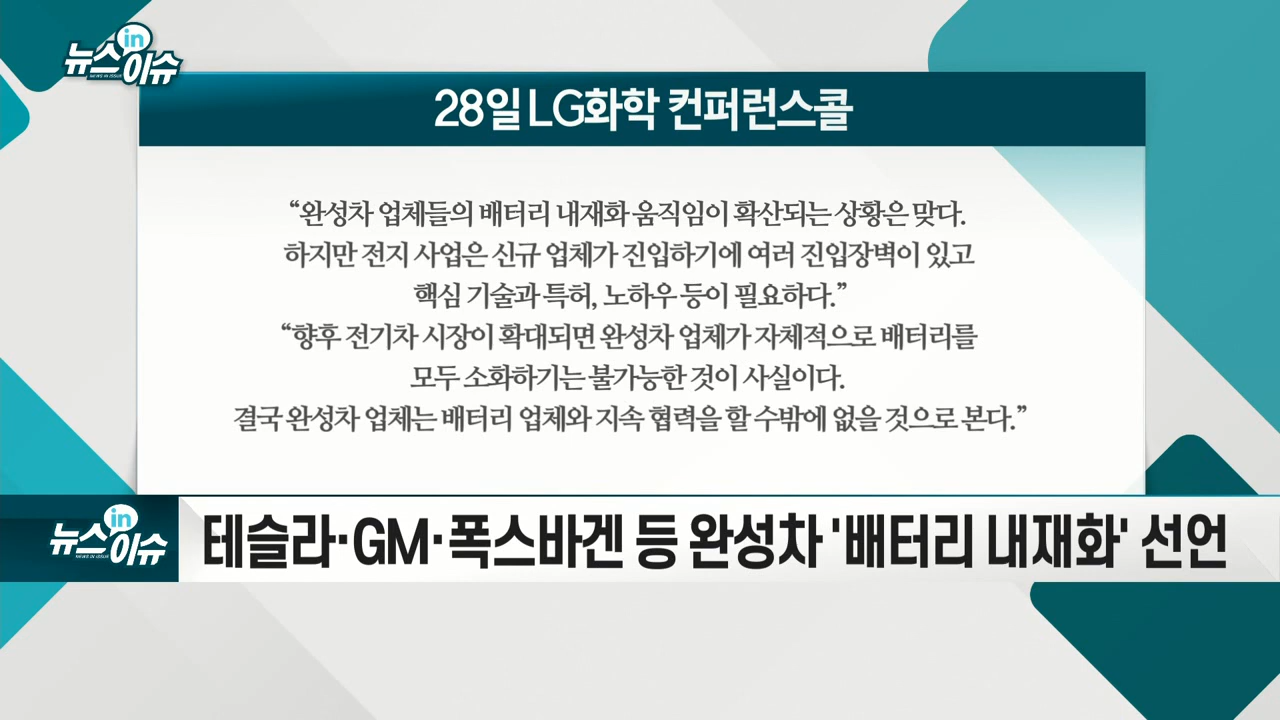 뉴스in이슈
NEWS IN ISSUE
28일 LG화학 컨퍼런스콜
“완성차 업체들의 배터리 내재화 움직임이 확산되는 상황은 맞다.
하지만 전지 사업은 신규 업체가 진입하기에 여러 진입장벽이 있고
핵심 기술과 특허, 노하우 등이 필요하다.”
“향후 전기차 시장이 확대되면 완성차 업체가 자체적으로 배터리를
모두 소화하기는 불가능한 것이 사실이다.
결국 완성차 업체는 배터리 업체와 지속 협력을 할 수밖에 없을 것으로 본다.”
뉴스in이슈
NEWS IN ISSUE
테슬라·GM·폭스바겐 등 완성차 '배터리 내재화' 선언